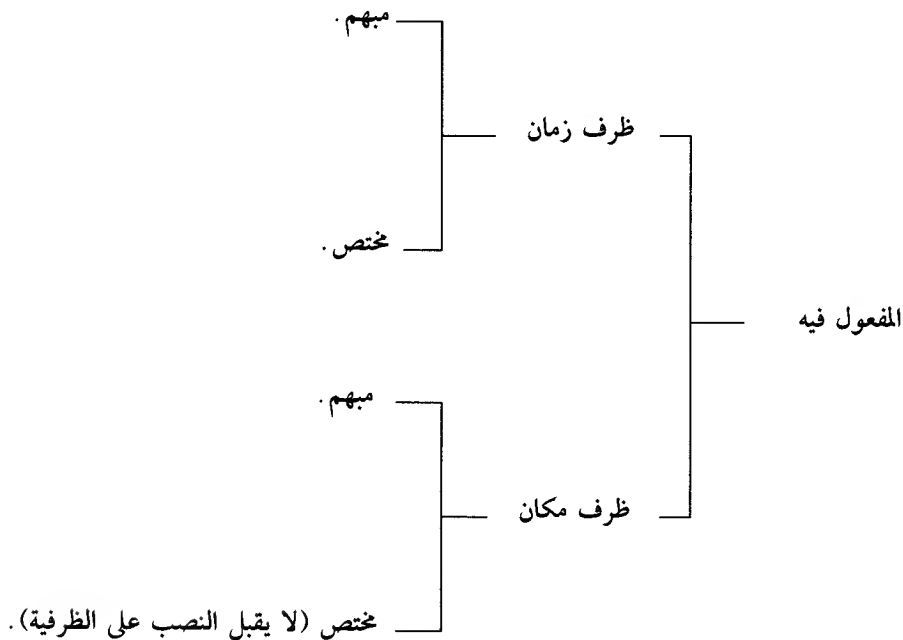 المفعول فيه
ظرف زمان
مبهم.
مختص.
ظرف مكان
مبهم.
مختص (لا يقبل النصب على الظرفية).